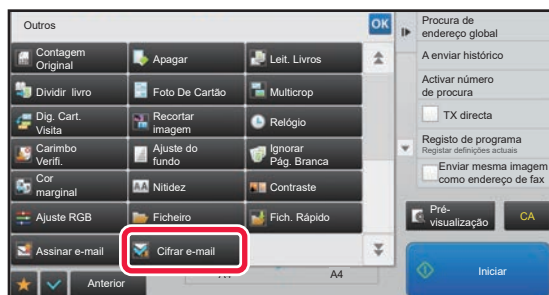 Outros
OK
Contagem
Original
Apagar
Leit. Livros
Dividir livro
Foto De Cartão
Multicrop
Dig. Cart.
Visita
Recortar
imagem
Relógio
Carimbo
Verifi.
Ajuste do
fundo
Ignorar
Pág. Branca
Cor
marginal
Nitidez
Contraste
Ajuste RGB
Ficheiro
Fich. Rápido
Assinar e-mail
Cifrar e-mail
Anterior
A4
Procura de
endereço global
A enviar histórico
Activar número
de procura
TX directa
Registo de programa
Registar definições actuais
Enviar mesma imagem
como endereço de fax
Pré-
visualização
CA
Iniciar